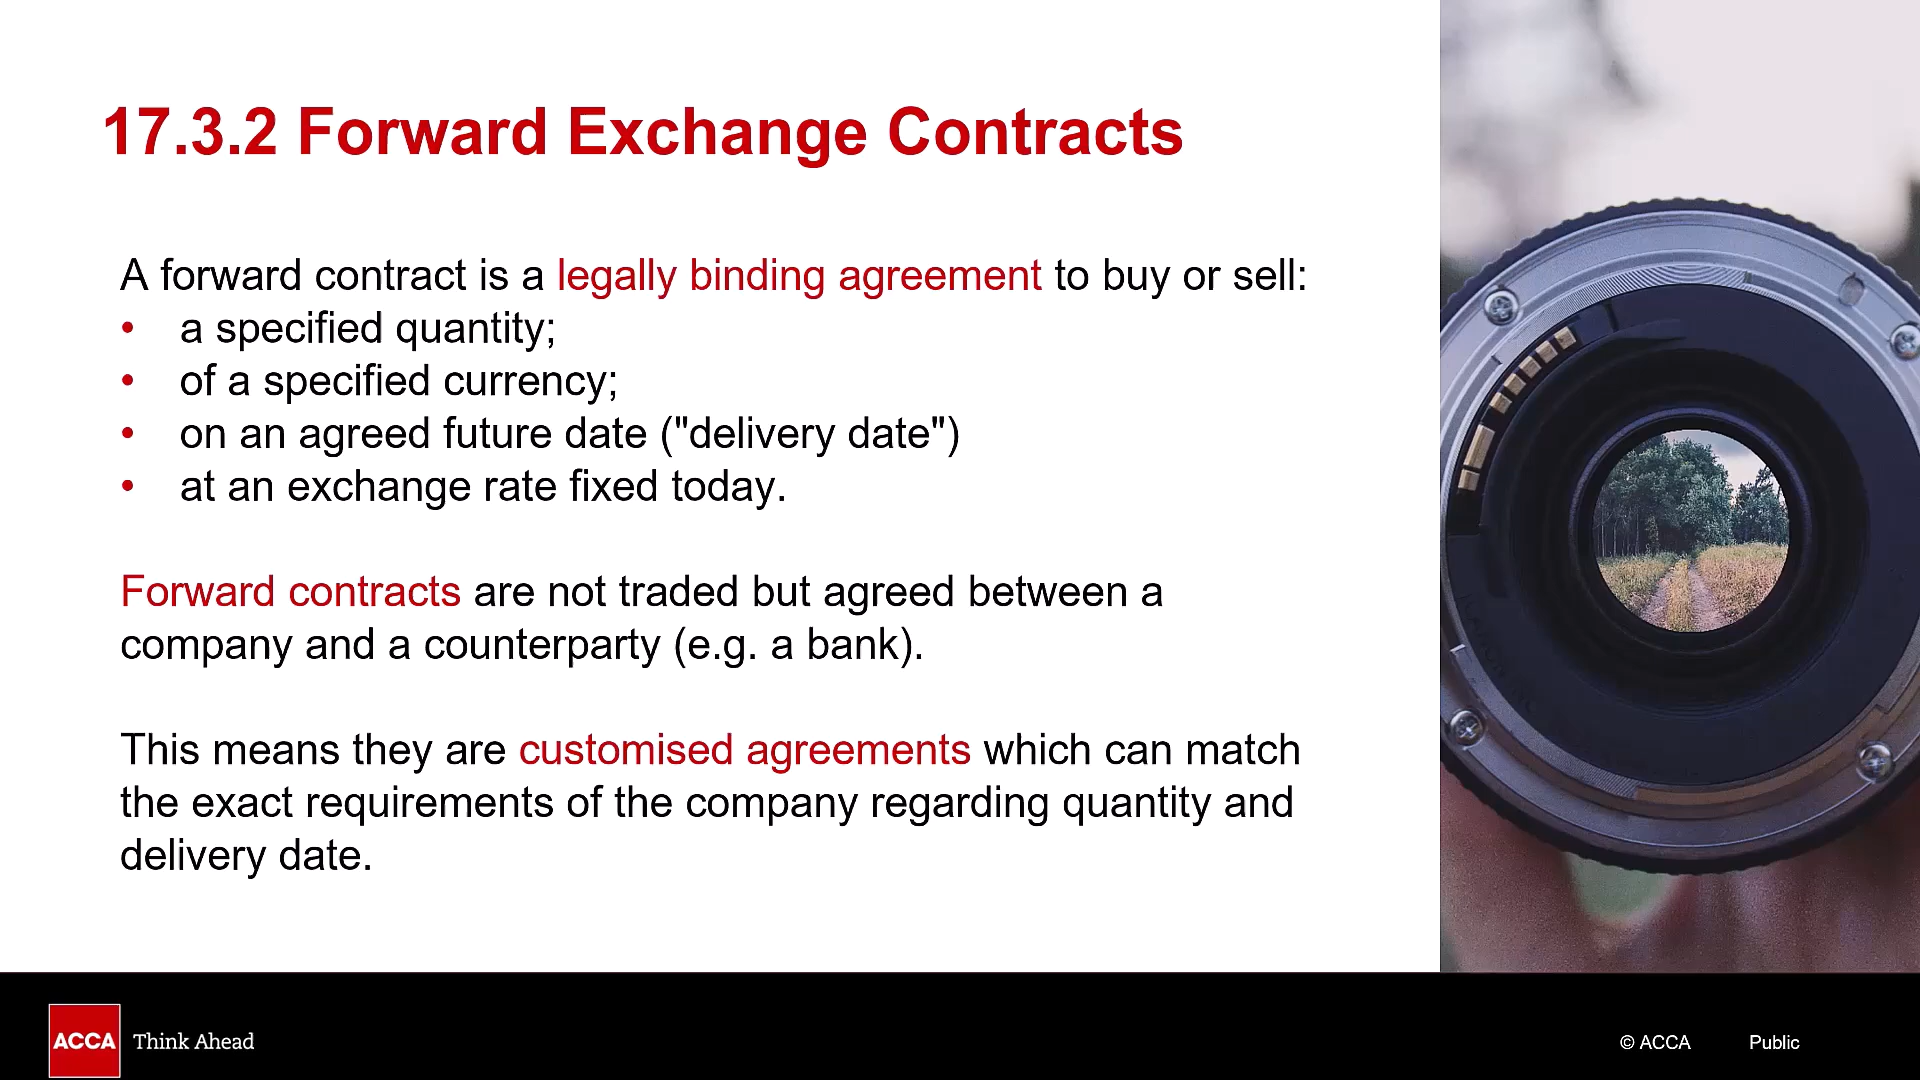 17.3.2 Forward Exchange Contracts
A forward contract is a legally binding agreement to buy or sell:
• a specified quantity;
• of a specified currency;
• on an agreed future date ("delivery date")
• at an exchange rate fixed today.
Forward contracts are not traded but agreed between a
company and a counterparty (e.g. a bank).
This means they are customised agreements which can match
the exact requirements of the company regarding quantity and
delivery date.
ACCA Think Ahead
© ACCA Public